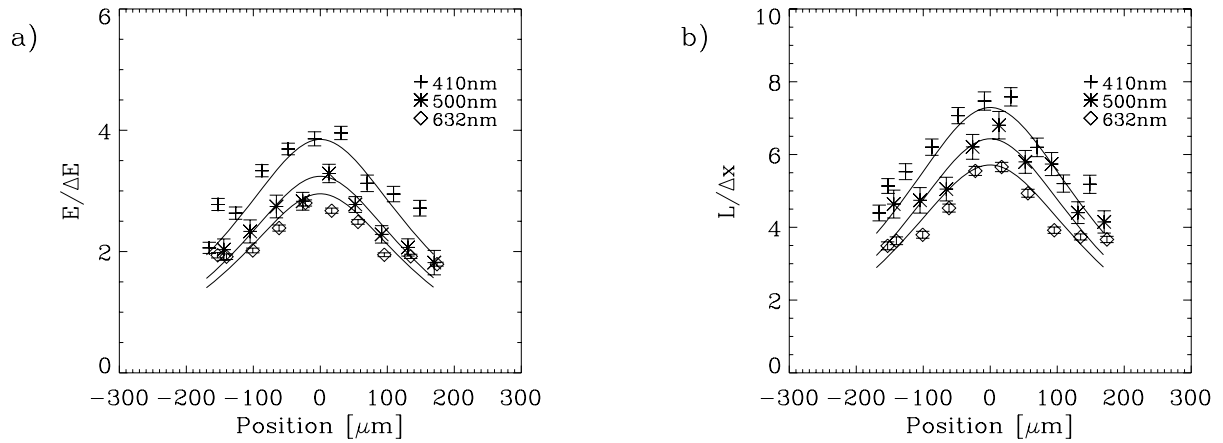 a)
6
4
2
0
E/ΔE
+ 410nm
✳ 500nm
◇ 632nm
−300 −200 −100 0 100 200 300
Position [μm]
b)
10
8
6
4
2
0
L/Δx
+ 410nm
✳ 500nm
◇ 632nm
−300 −200 −100 0 100 200 300
Position [μm]